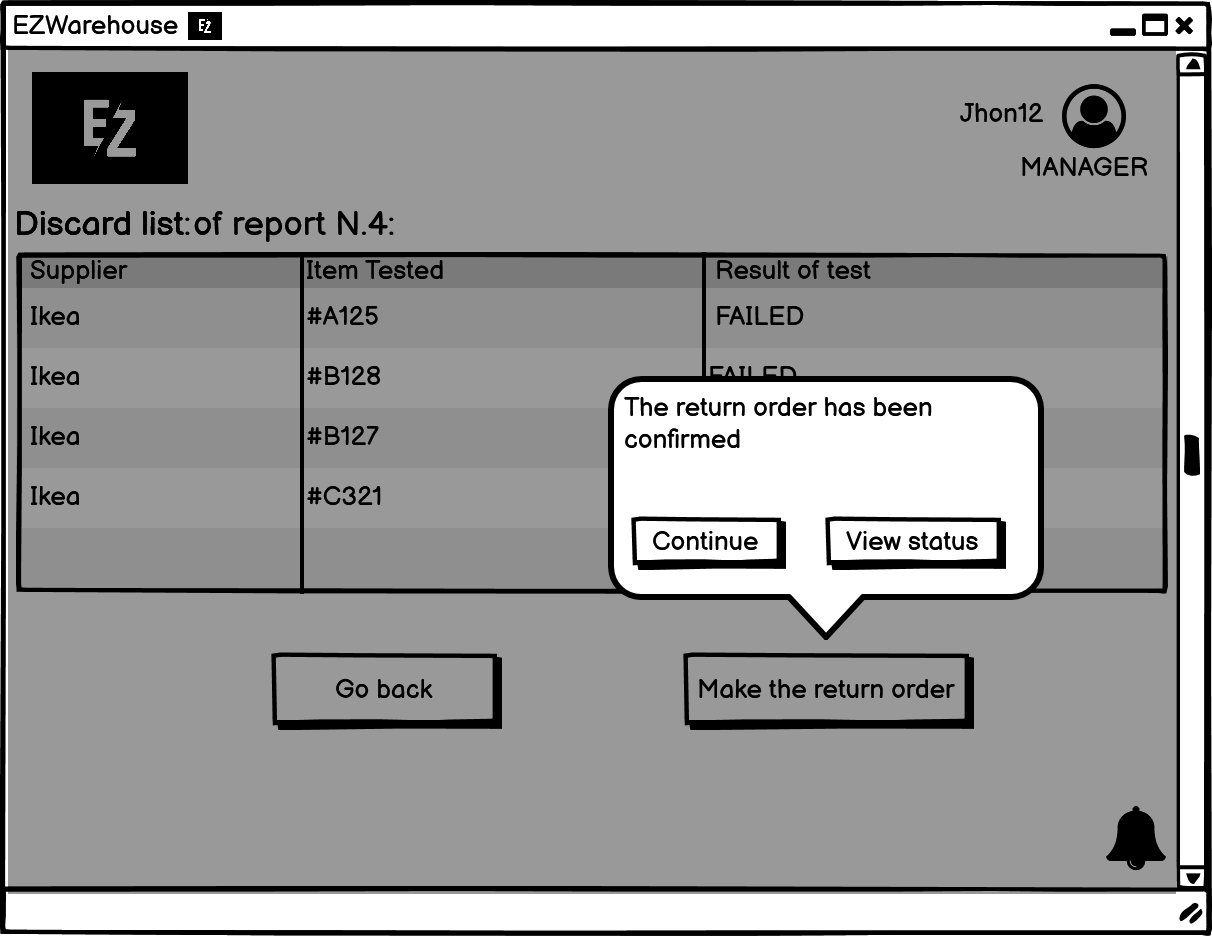 EZWarehouse EZ
EZ
Jhon12
MANAGER
Discard list:of report N.4:
Supplier Item Tested Result of test
Ikea #A125 FAILED
Ikea #B128 FAILED
Ikea #B127
Ikea #C321
The return order has been
confirmed
Continue View status
Go back Make the return order